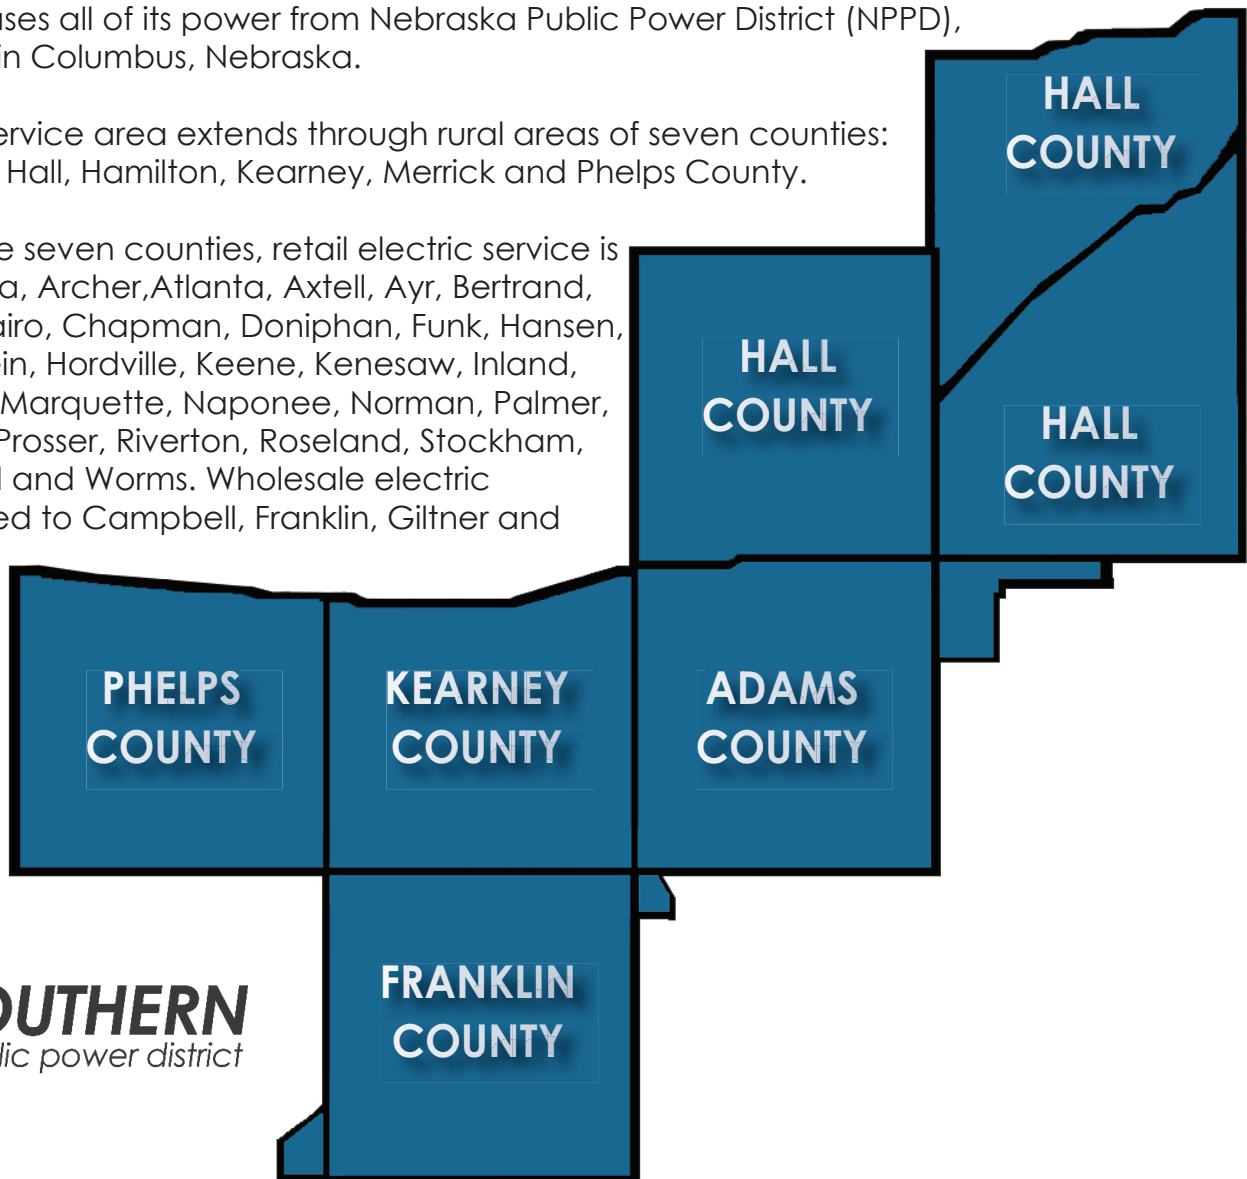 ses all of its power from Nebraska Public Power District (NPPD),
in Columbus, Nebraska.
ervice area extends through rural areas of seven counties:
Hall, Hamilton, Kearney, Merrick and Phelps County.
e seven counties, retail electric service is
a, Archer,Atlanta, Axtell, Ayr, Bertrand,
airo, Chapman, Doniphan, Funk, Hansen,
ein, Hordville, Keene, Kenesaw, Inland,
Marquette, Naponee, Norman, Palmer,
Prosser, Riverton, Roseland, Stockham,
l and Worms. Wholesale electric
ed to Campbell, Franklin, Giltner and
HALL
COUNTY
HALL
COUNTY
HALL
COUNTY
PHELPS
COUNTY
KEARNEY
COUNTY
ADAMS
COUNTY
FRANKLIN
COUNTY
OUTHERN
lic power district